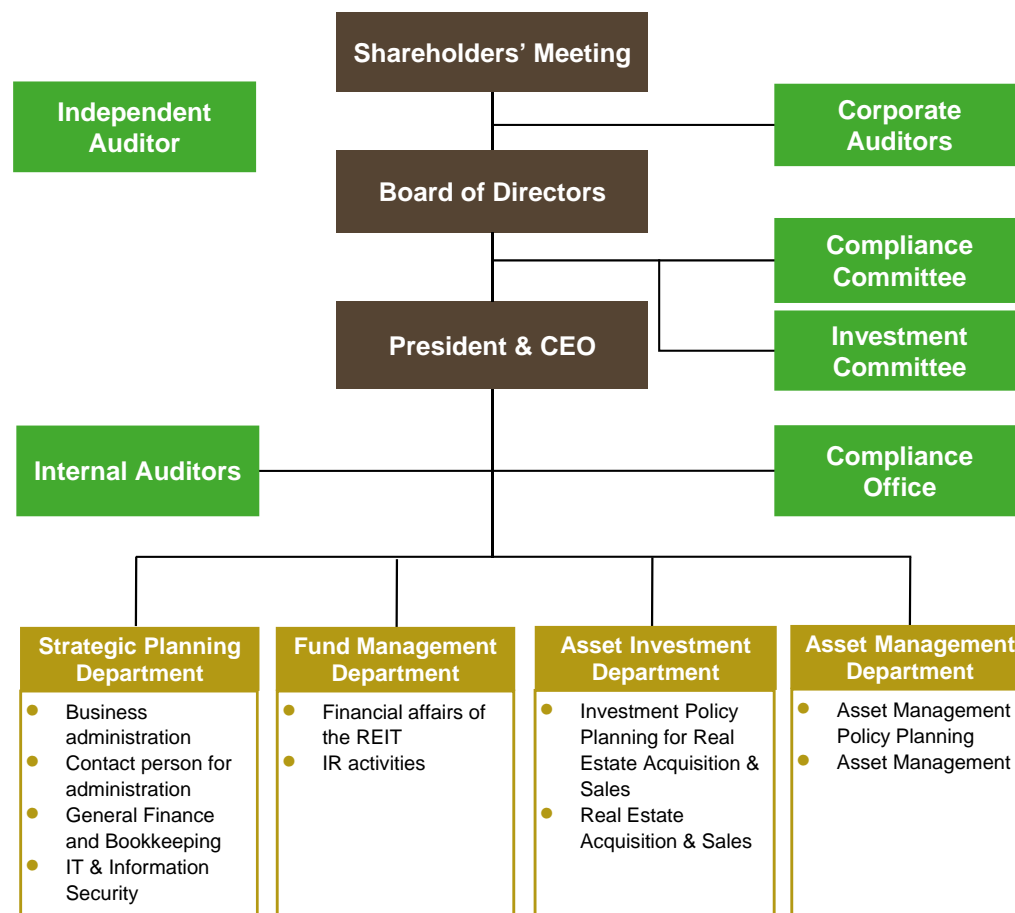 Shareholders’ Meeting
Independent
Auditor
Corporate
Auditors
Board of Directors
Compliance
Committee
President & CEO
Investment
Committee
Internal Auditors
Compliance
Office
Strategic Planning
Department
Business
administration
Contact person for
administration
General Finance
and Bookkeeping
IT & Information
Security
Fund Management
Department
Financial affairs of
the REIT
IR activities
Asset Investment
Department
Investment Policy
Planning for Real
Estate Acquisition &
Sales
Real Estate
Acquisition & Sales
Asset Management
Department
Asset Management
Policy Planning
Asset Management